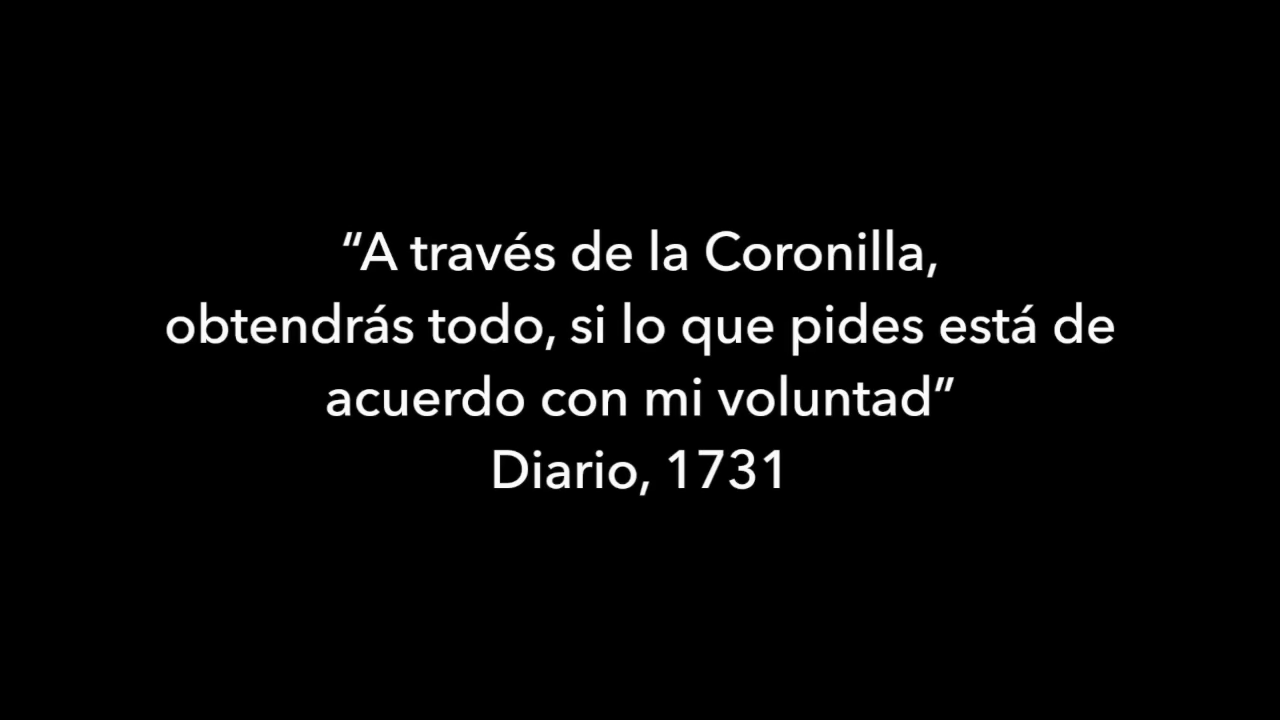 “A través de la Coronilla,
obtendrás todo, si lo que pides está de
acuerdo con mi voluntad”
Diario, 1731